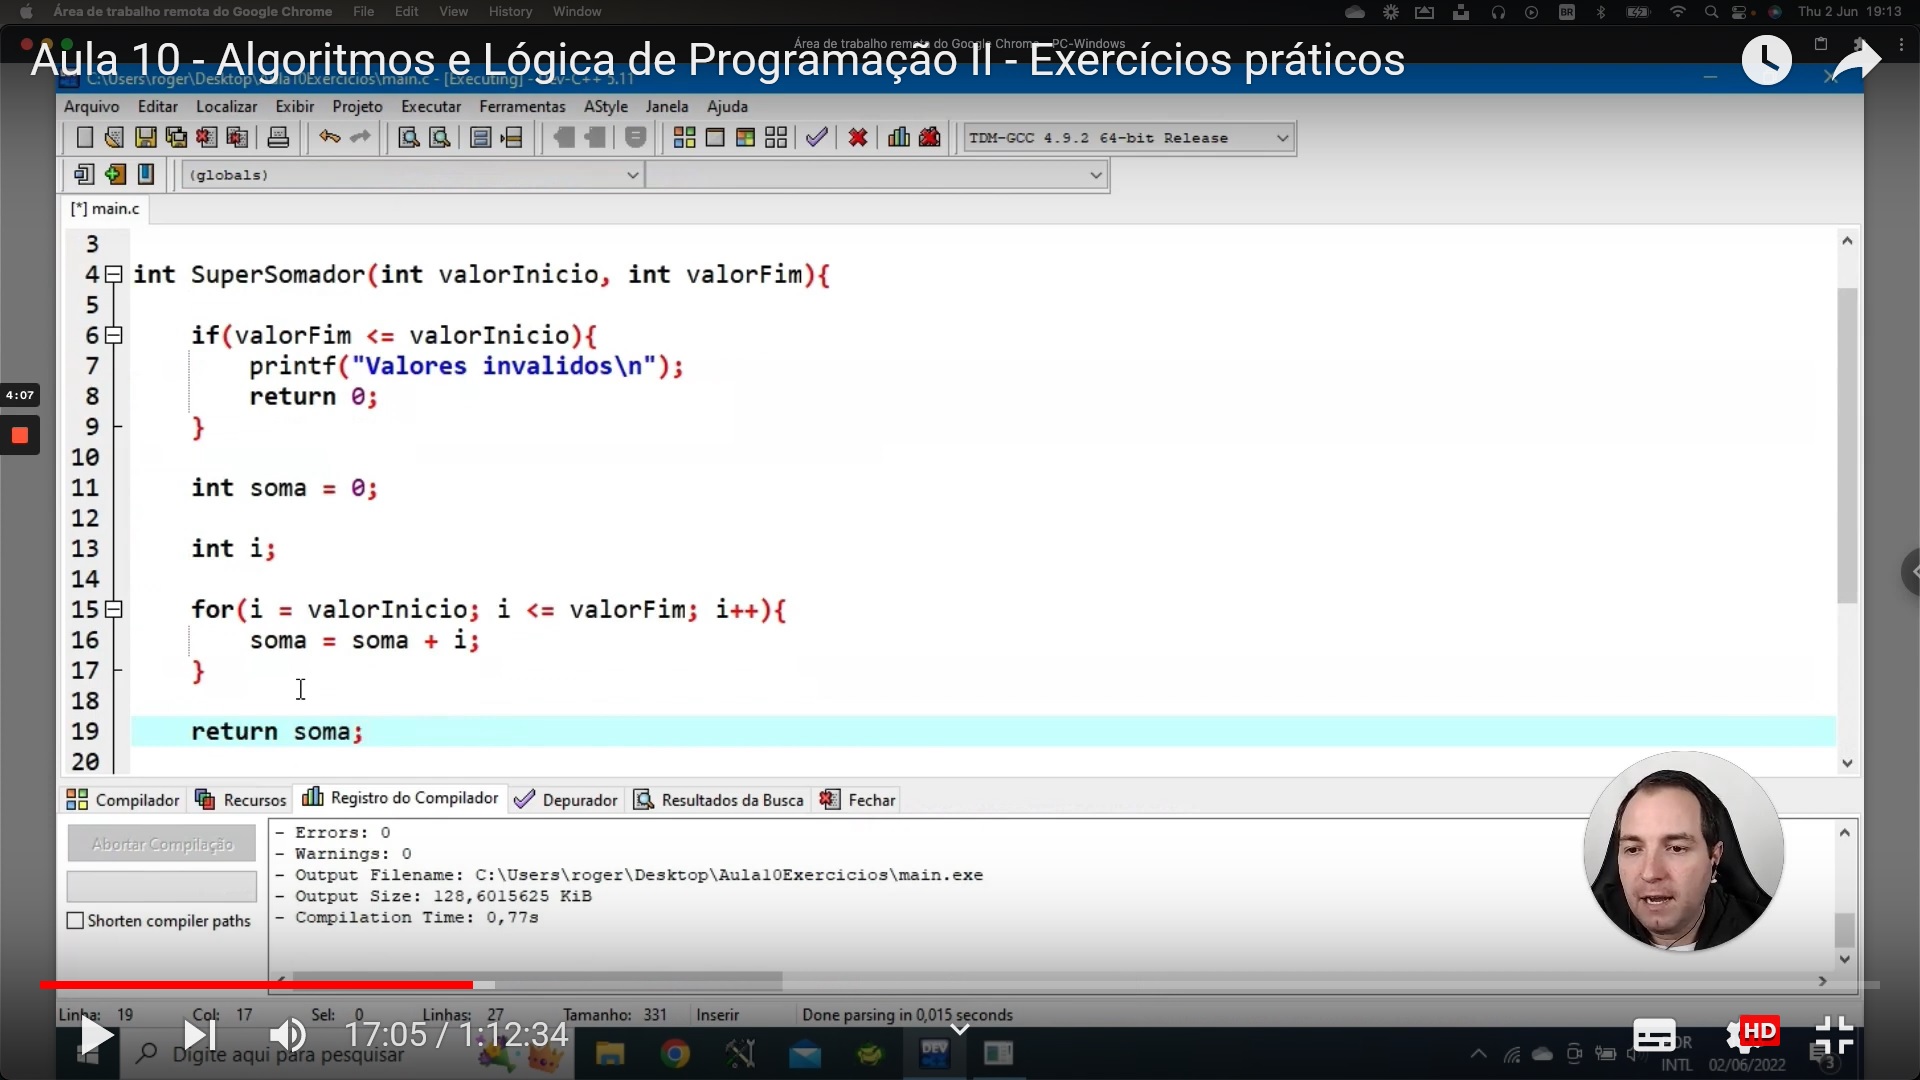 Área de trabalho remota do Google Chrome File Edit View History Window Thu 2 Jun 19:13
Área de trabalho remota do Google Chrome - PC-Windows
Aula 10 - Algoritmos e Lógica de Programação II - Exercícios práticos
C:\Users\roger\Desktop\Aula10Exercicios\main.c - [Executing] - Dev-C++ 5.11
Arquivo Editar Localizar Exibir Projeto Executar Ferramentas AStyle Janela Ajuda
TDM-GCC 4.9.2 64-bit Release
(globals)
[*] main.c
3
4 int SuperSomador(int valorInicio, int valorFim){
5
6 if(valorFim <= valorInicio){
7 printf("Valores invalidos\n");
8 return 0;
9 }
10
11 int soma = 0;
12
13 int i;
14
15 for(i = valorInicio; i <= valorFim; i++){
16 soma = soma + i;
17 }
18
19 return soma;
20
4:07
Compilador Recursos Registro do Compilador Depurador Resultados da Busca Fechar
Abortar Compilação
Shorten compiler paths
- Errors: 0
- Warnings: 0
- Output Filename: C:\Users\roger\Desktop\Aula10Exercicios\main.exe
- Output Size: 128,6015625 KiB
- Compilation Time: 0,77s
Linha: 19 Col: 17 Sel: 0 Linhas: 27 Tamanho: 331 Inserir Done parsing in 0,015 seconds
17:05 / 1:12:34
HD
Digite aqui para pesquisar
DEV
INTL
02/06/2022
3